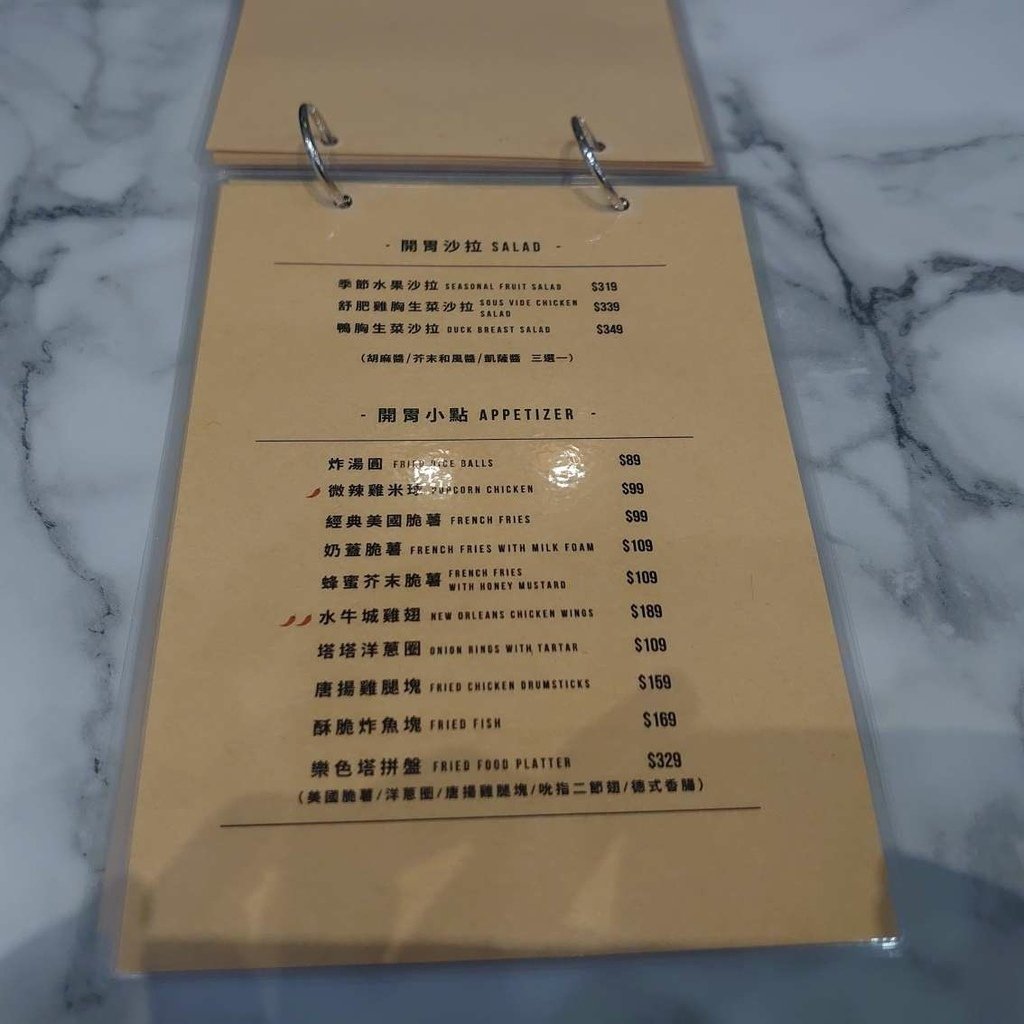 - 開胃沙拉 SALAD -
季節水果沙拉 SEASONAL FRUIT SALAD $319
舒肥雞胸生菜沙拉 SOUS VIDE CHICKEN SALAD $339
鴨胸生菜沙拉 DUCK BREAST SALAD $349
(胡麻醬/芥末和風醬/凱薩醬 三選一)
- 開胃小點 APPETIZER -
炸湯圓 FRIED RICE BALLS $89
微辣雞米球 POPCORN CHICKEN $99
經典美國脆薯 FRENCH FRIES $99
奶蓋脆薯 FRENCH FRIES WITH MILK FOAM $109
蜂蜜芥末脆薯 FRENCH FRIES WITH HONEY MUSTARD $109
水牛城雞翅 NEW ORLEANS CHICKEN WINGS $189
塔塔洋蔥圈 ONION RINGS WITH TARTAR $109
唐揚雞腿塊 FRIED CHICKEN DRUMSTICKS $159
酥脆炸魚塊 FRIED FISH $169
樂色塔拼盤 FRIED FOOD PLATTER $329
(美國脆薯/洋蔥圈/唐揚雞腿塊/吮指二節翅/德式香腸)